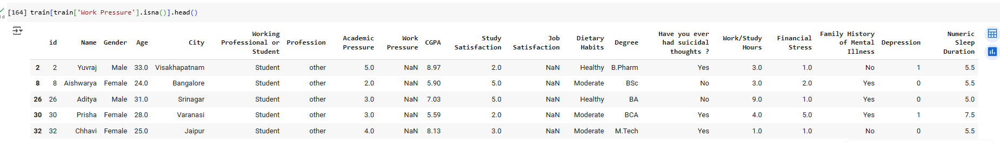 [164] train[train['Work Pressure'].isna()].head()
id Name Gender Age City Working Professional or Student Profession Academic Pressure Work Pressure CGPA Study Satisfaction Job Satisfaction Dietary Habits Degree Have you ever had suicidal thoughts ? Work/Study Hours Financial Stress Family History of Mental Illness Depression Numeric Sleep Duration
2 2 Yuvraj Male 33.0 Visakhapatnam Student other 5.0 NaN 8.97 2.0 NaN Healthy B.Pharm Yes 3.0 1.0 No 1 5.5
8 8 Aishwarya Female 24.0 Bangalore Student other 2.0 NaN 5.90 5.0 NaN Moderate BSc No 3.0 2.0 Yes 0 5.5
26 26 Aditya Male 31.0 Srinagar Student other 3.0 NaN 7.03 5.0 NaN Healthy BA No 9.0 1.0 Yes 0 5.0
30 30 Prisha Female 28.0 Varanasi Student other 3.0 NaN 5.59 2.0 NaN Moderate BCA Yes 4.0 5.0 Yes 1 7.5
32 32 Chhavi Female 25.0 Jaipur Student other 4.0 NaN 8.13 3.0 NaN Moderate M.Tech Yes 1.0 1.0 No 0 5.5